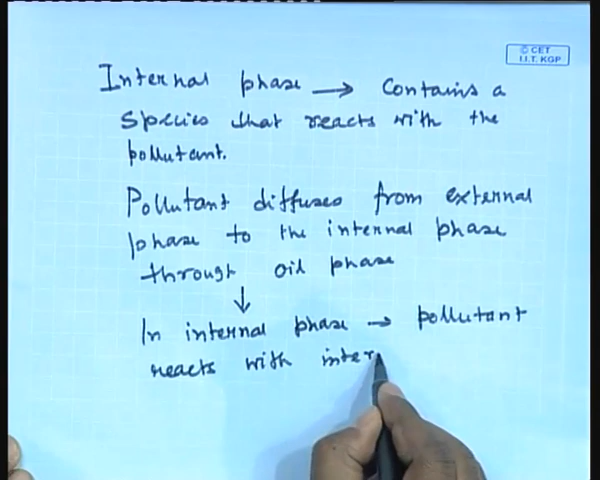 © CET
I.I.T. KGP
Internal phase → Contains a
species that reacts with the
pollutant.
Pollutant diffuses from external
phase to the internal phase
through oil phase
↓
In internal phase → pollutant
reacts with inter